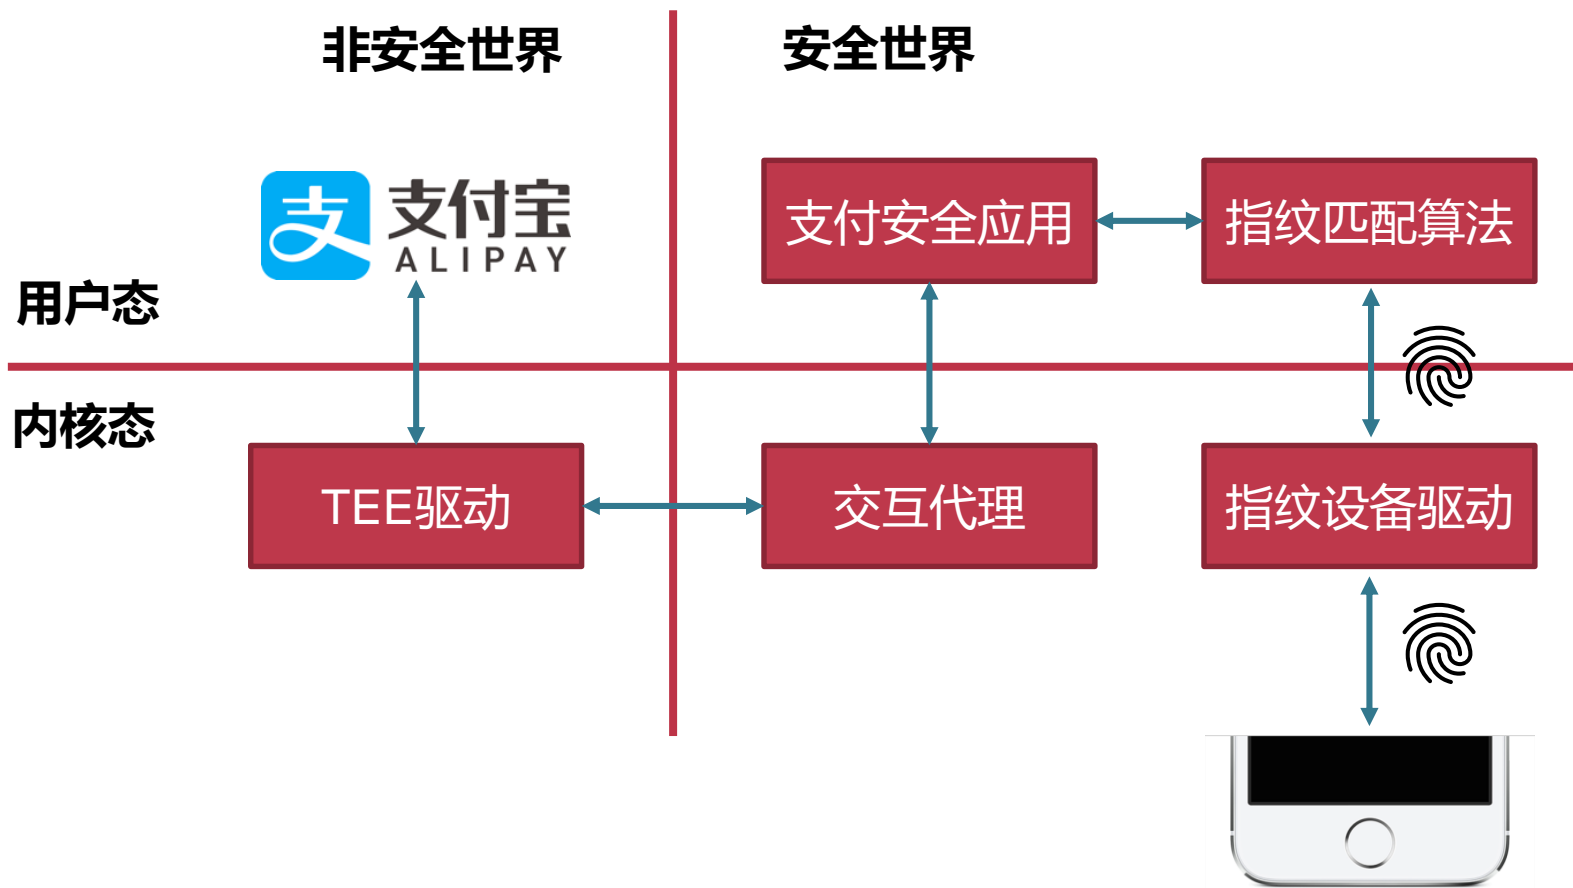 非安全世界
安全世界
支
支付宝
ALIPAY
支付安全应用
指纹匹配算法
用户态
内核态
TEE驱动
交互代理
指纹设备驱动